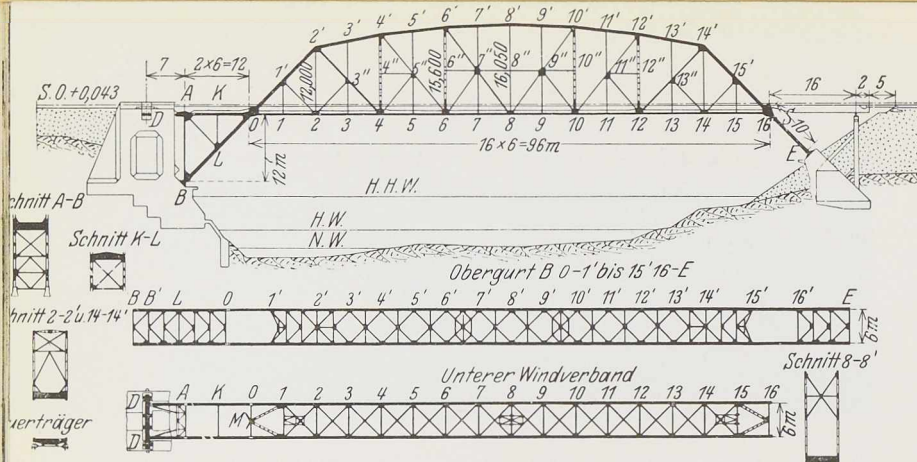 2' 3' 4' 5' 6' 7' 8' 9' 10' 11' 12' 13' 14'
7 2×6=12 1' 12,000 3" 4" 5" 15,600 6" 7" 16,050 9" 10" 11" 12" 13" 15' 16 2 5
S.O.+0,043 A K
D 0 1 2 3 4 5 6 7 8 9 10 11 12 13 14 15 16
L 12m 16×6=96m E
B H.H.W.
Schnitt A-B
H.W.
Schnitt K-L N.W.
Obergurt B 0-1' bis 15' 16-E
B B' L 0 1' 2' 3' 4' 5' 6' 7' 8' 9' 10' 11' 12' 13' 14' 15' 16' E
Schnitt 2-2' u. 14-14'
6m
Unterer Windverband
Schnitt 8-8'
D A K 0 1 2 3 4 5 6 7 8 9 10 11 12 13 14 15 16
M
Querträger
D 6m